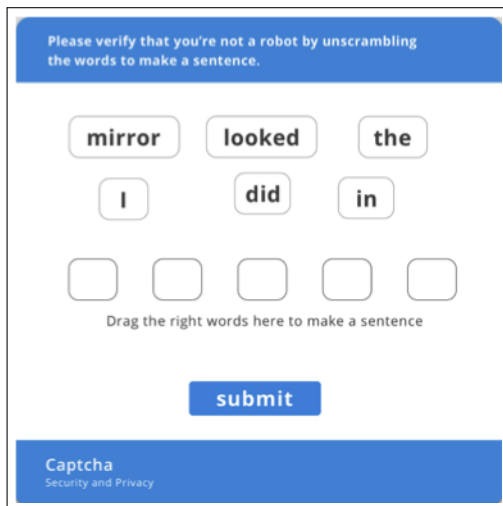 Please verify that you're not a robot by unscrambling
the words to make a sentence.
mirror looked the
I did in
Drag the right words here to make a sentence
submit
Captcha
Security and Privacy